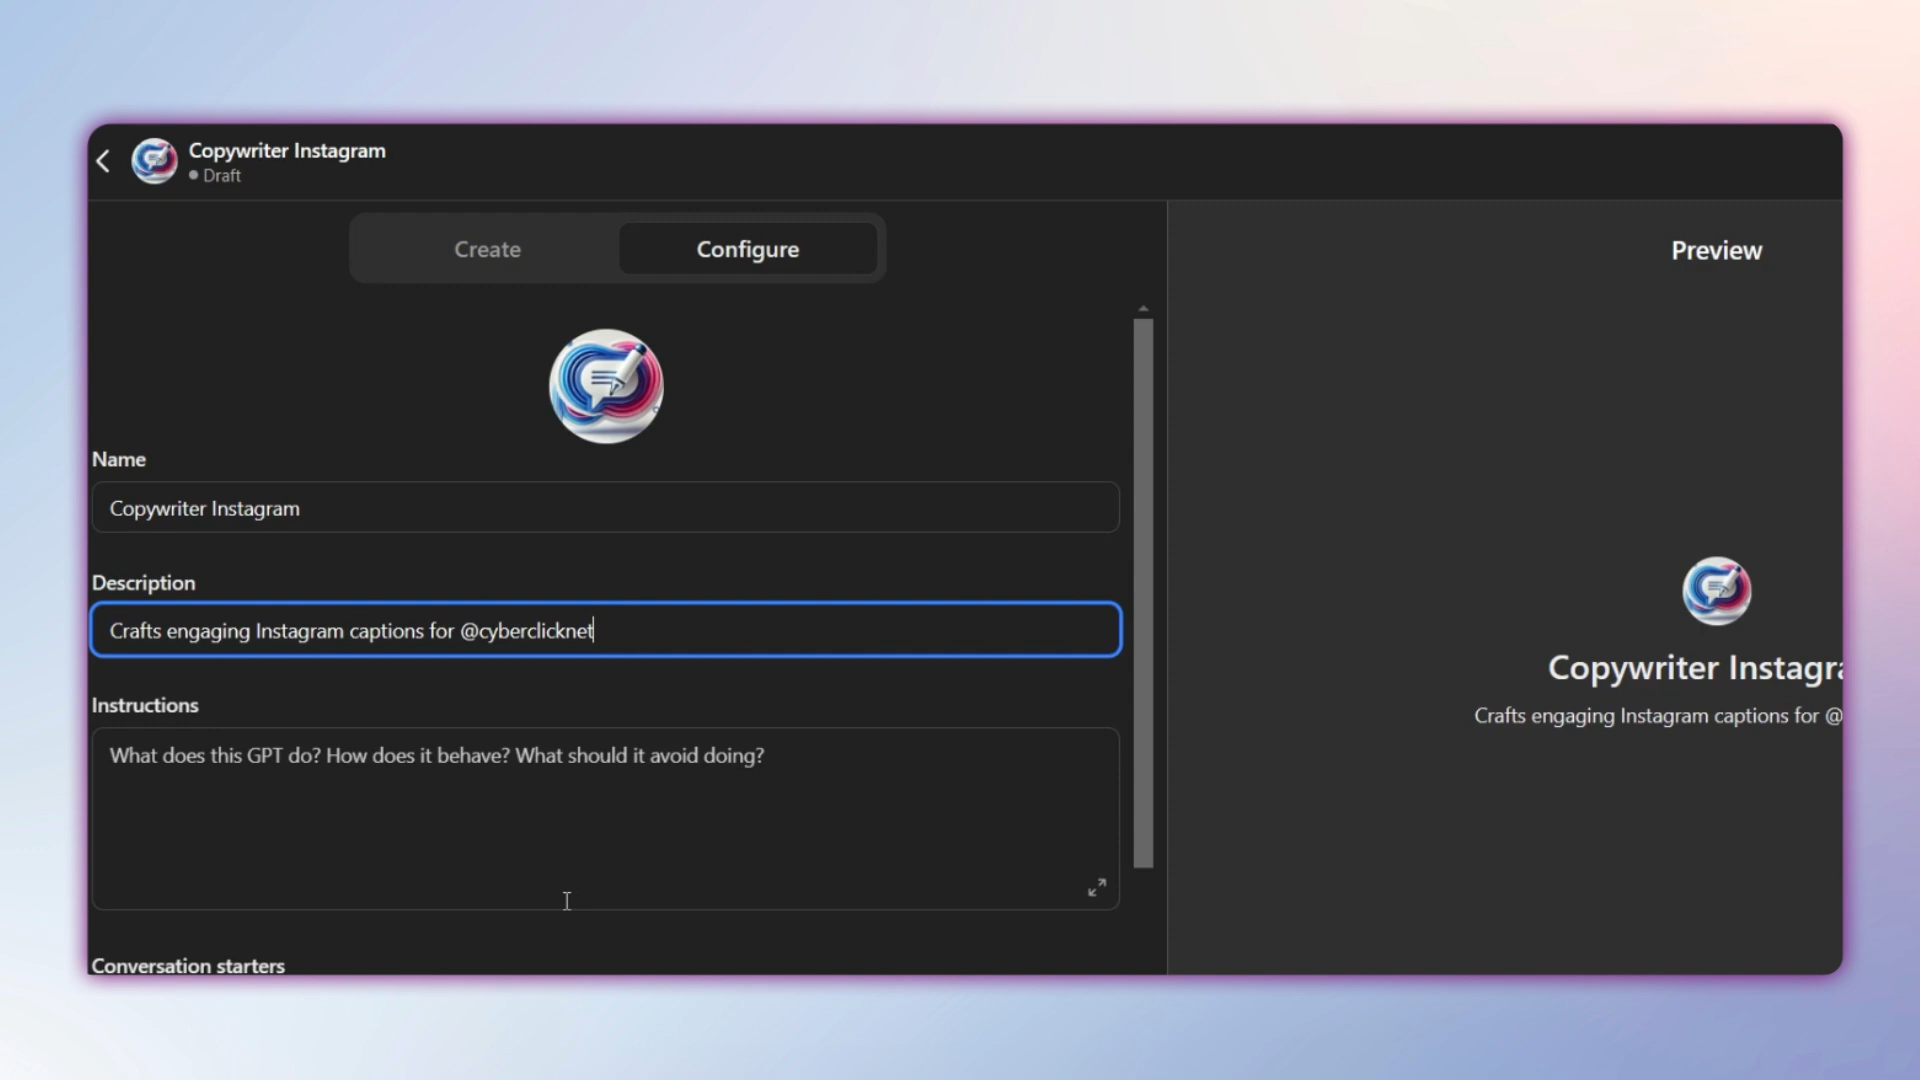 Copywriter Instagram
Draft
Create
Configure
Preview
Name
Copywriter Instagram
Description
Crafts engaging Instagram captions for @cyberclicknet
Instructions
What does this GPT do? How does it behave? What should it avoid doing?
Conversation starters
Copywriter Instagra
Crafts engaging Instagram captions for @